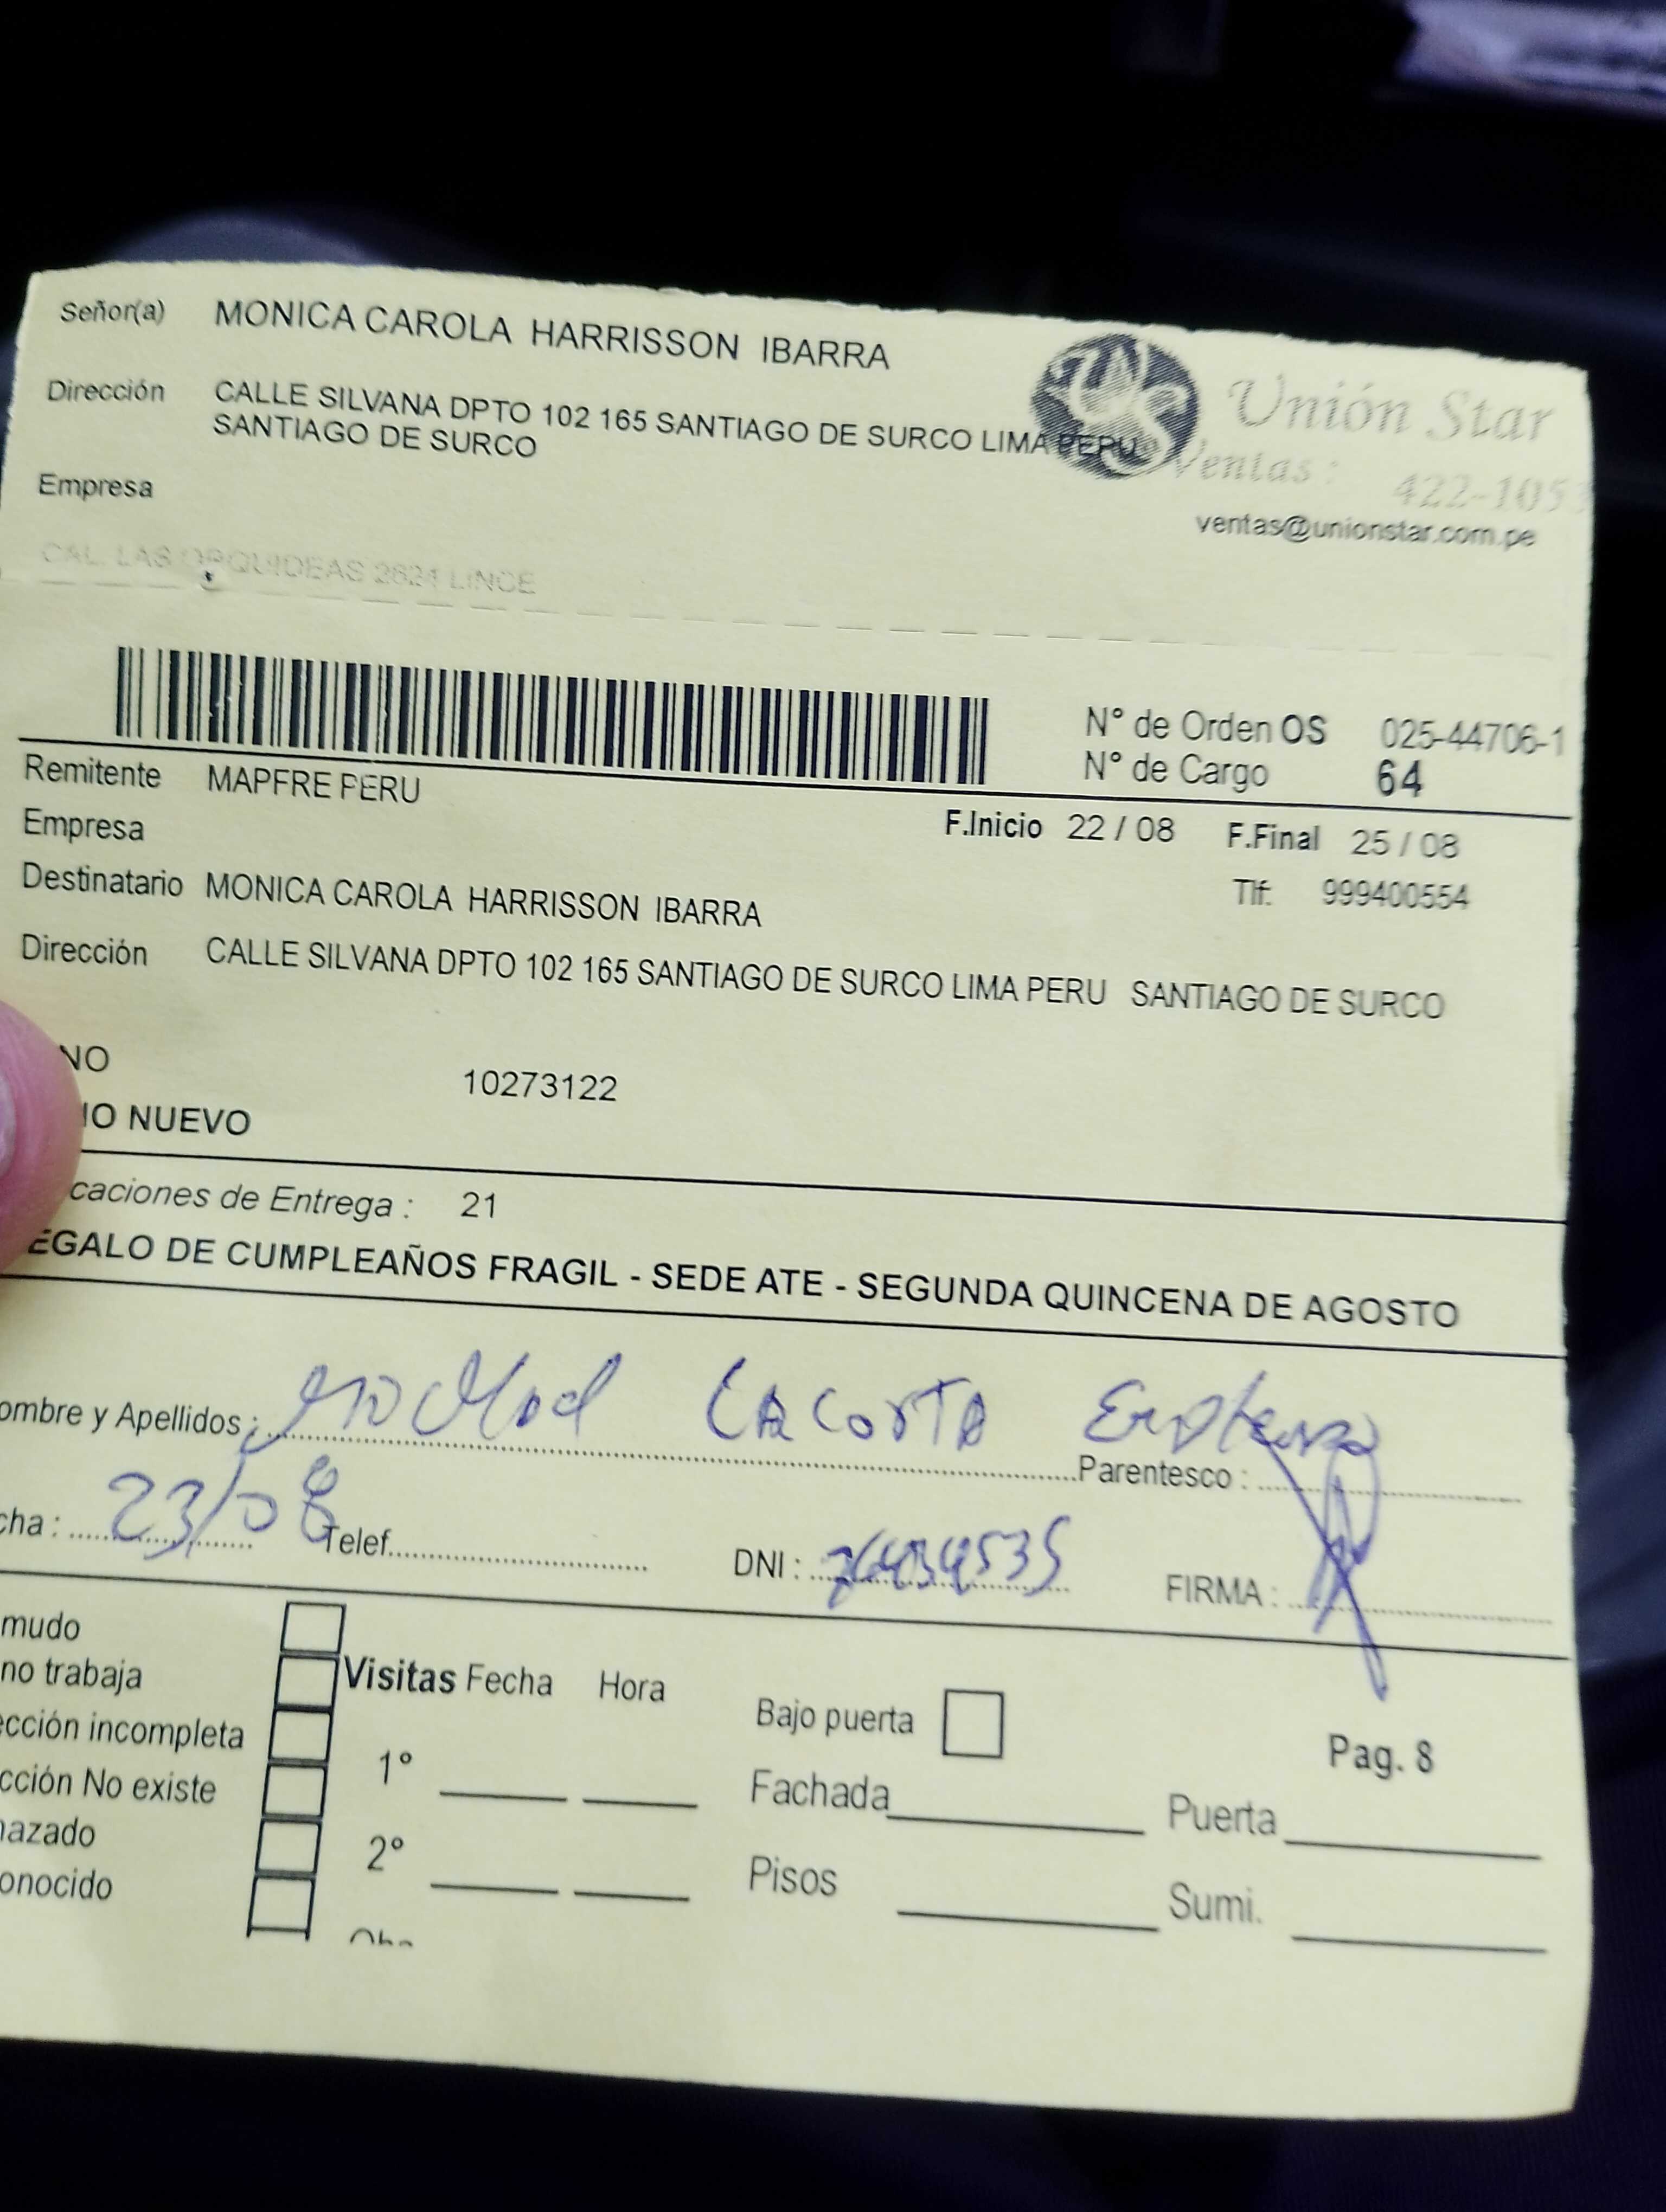 Señor(a) MONICA CAROLA HARRISSON IBARRA
Dirección CALLE SILVANA DPTO 102 165 SANTIAGO DE SURCO LIMA PERU
SANTIAGO DE SURCO
Empresa
Unión Star
Ventas: 422-1053
ventas@unionstar.com.pe
CAL. LAS ORQUIDEAS 2624 LINCE
N° de Orden OS 025-44706-1
N° de Cargo 64
Remitente MAPFRE PERU
Empresa
F.Inicio 22 / 08 F.Final 25 / 08
Destinatario MONICA CAROLA HARRISSON IBARRA
Tlf: 999400554
Dirección CALLE SILVANA DPTO 102 165 SANTIAGO DE SURCO LIMA PERU SANTIAGO DE SURCO
NO
10273122
IO NUEVO
caciones de Entrega : 21
EGALO DE CUMPLEAÑOS FRAGIL - SEDE ATE - SEGUNDA QUINCENA DE AGOSTO
ombre y Apellidos :
Parentesco :
cha : 23/08 Telef. DNI : FIRMA :
mudo
no trabaja
ección incompleta
cción No existe
hazado
onocido
Visitas Fecha Hora
1°
2°
Bajo puerta
Fachada
Pisos
Pag. 8
Puerta
Sumi.